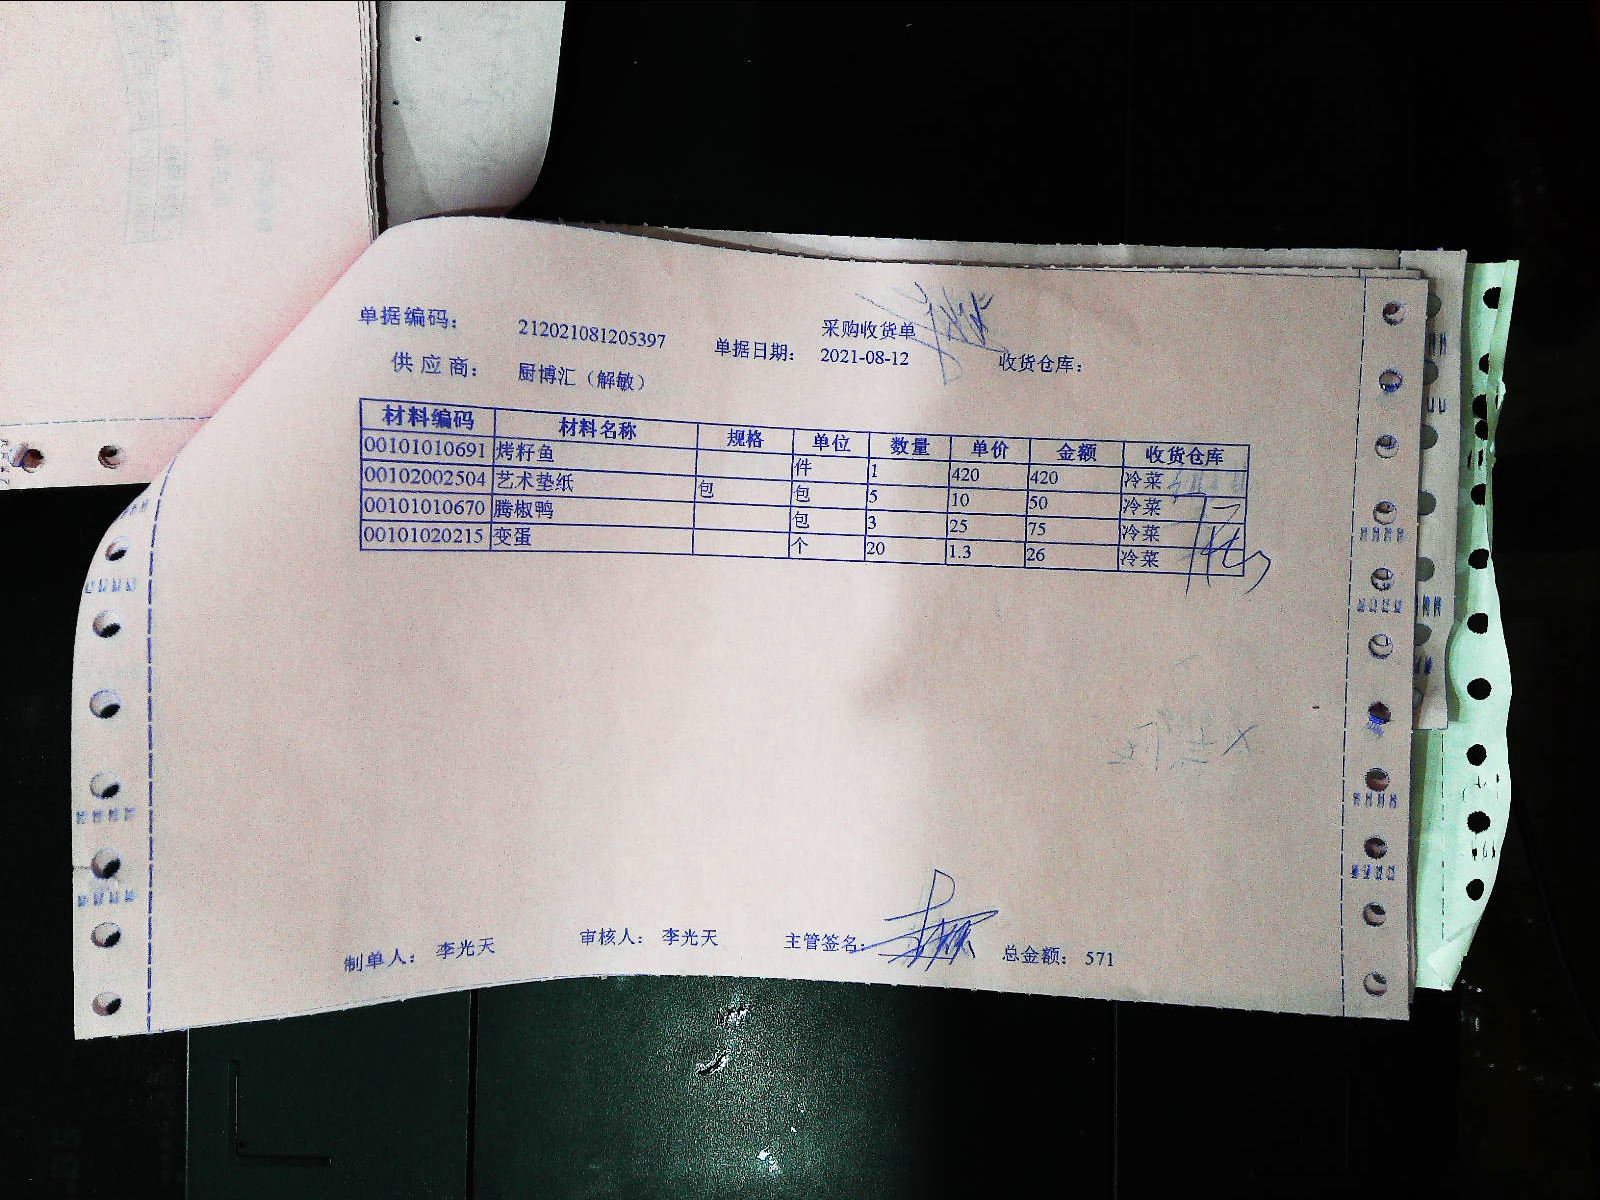 采购收货单
单据编码： 212021081205397 单据日期： 2021-08-12 收货仓库：
供应商： 厨博汇（解敏）
材料编码 材料名称 规格 单位 数量 单价 金额 收货仓库
00101010691 烤籽鱼 件 1 420 420 冷菜
00102002504 艺术垫纸 包 包 5 10 50 冷菜
00101010670 腾椒鸭 包 3 25 75 冷菜
00101020215 变蛋 个 20 1.3 26 冷菜
制单人： 李光天 审核人： 李光天 主管签名： 总金额： 571